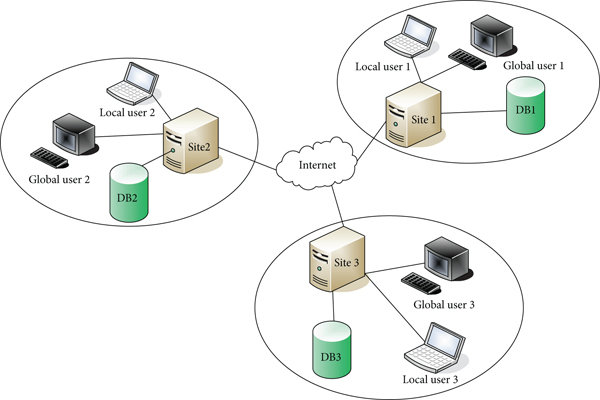 Local user 1
Global user 1
Site 1
DB1
Local user 2
Site2
Global user 2
DB2
Internet
Site 3
Global user 3
DB3
Local user 3